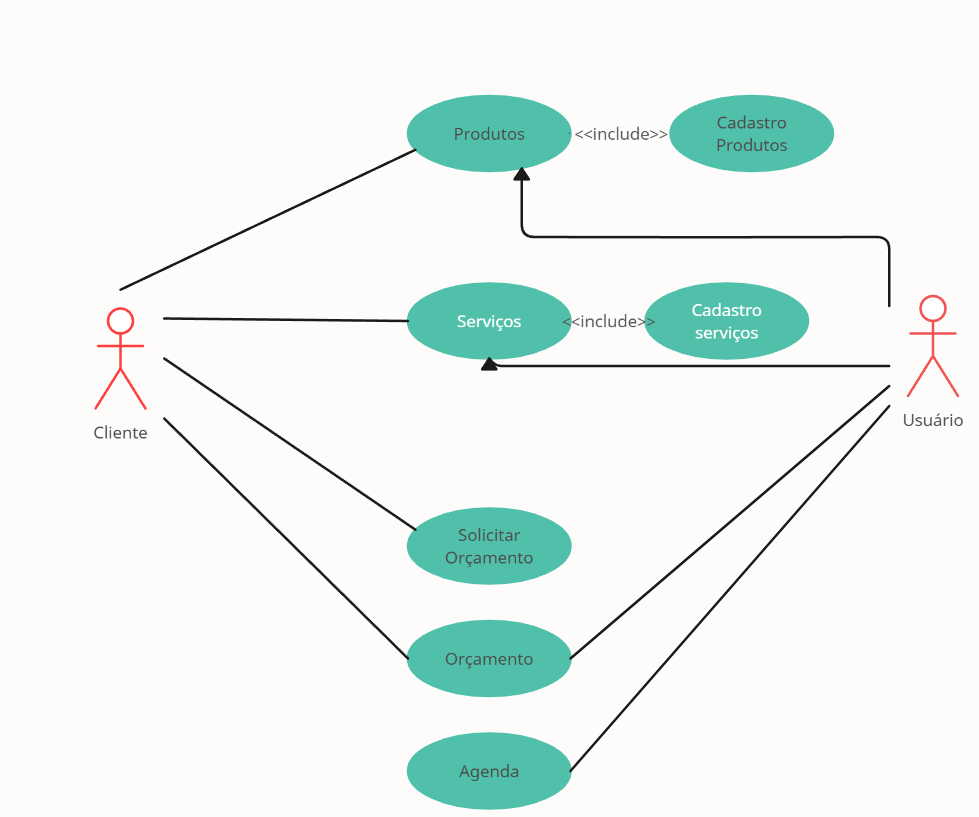 Produtos
<<include>>
Cadastro
Produtos
Serviços
<<include>>
Cadastro
serviços
Cliente
Usuário
Solicitar
Orçamento
Orçamento
Agenda